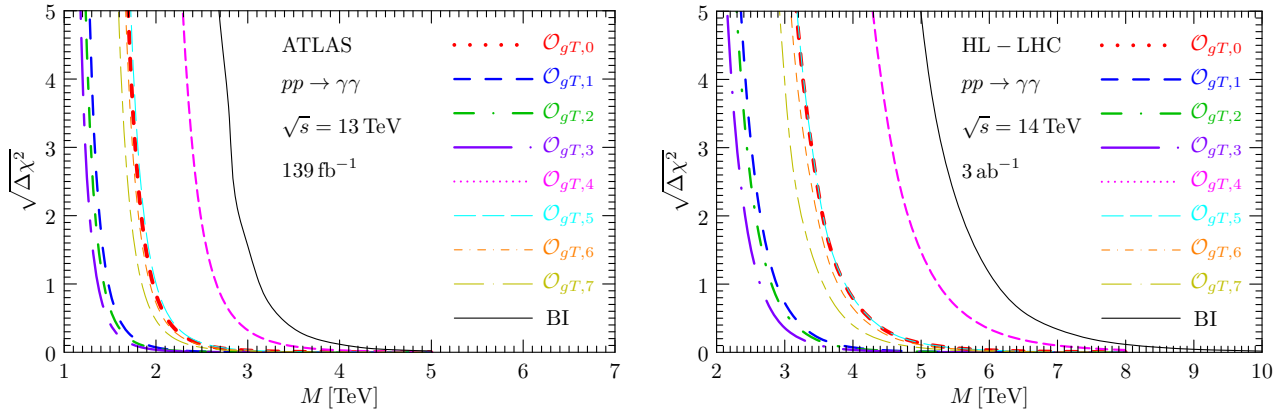 5
4
3
2
1
0
√Δχ²
1 2 3 4 5 6 7
M [TeV]
ATLAS
pp → γγ
√s = 13 TeV
139 fb⁻¹
𝒪gT,0
𝒪gT,1
𝒪gT,2
𝒪gT,3
𝒪gT,4
𝒪gT,5
𝒪gT,6
𝒪gT,7
BI
5
4
3
2
1
0
√Δχ²
2 3 4 5 6 7 8 9 10
M [TeV]
HL − LHC
pp → γγ
√s = 14 TeV
3 ab⁻¹
𝒪gT,0
𝒪gT,1
𝒪gT,2
𝒪gT,3
𝒪gT,4
𝒪gT,5
𝒪gT,6
𝒪gT,7
BI